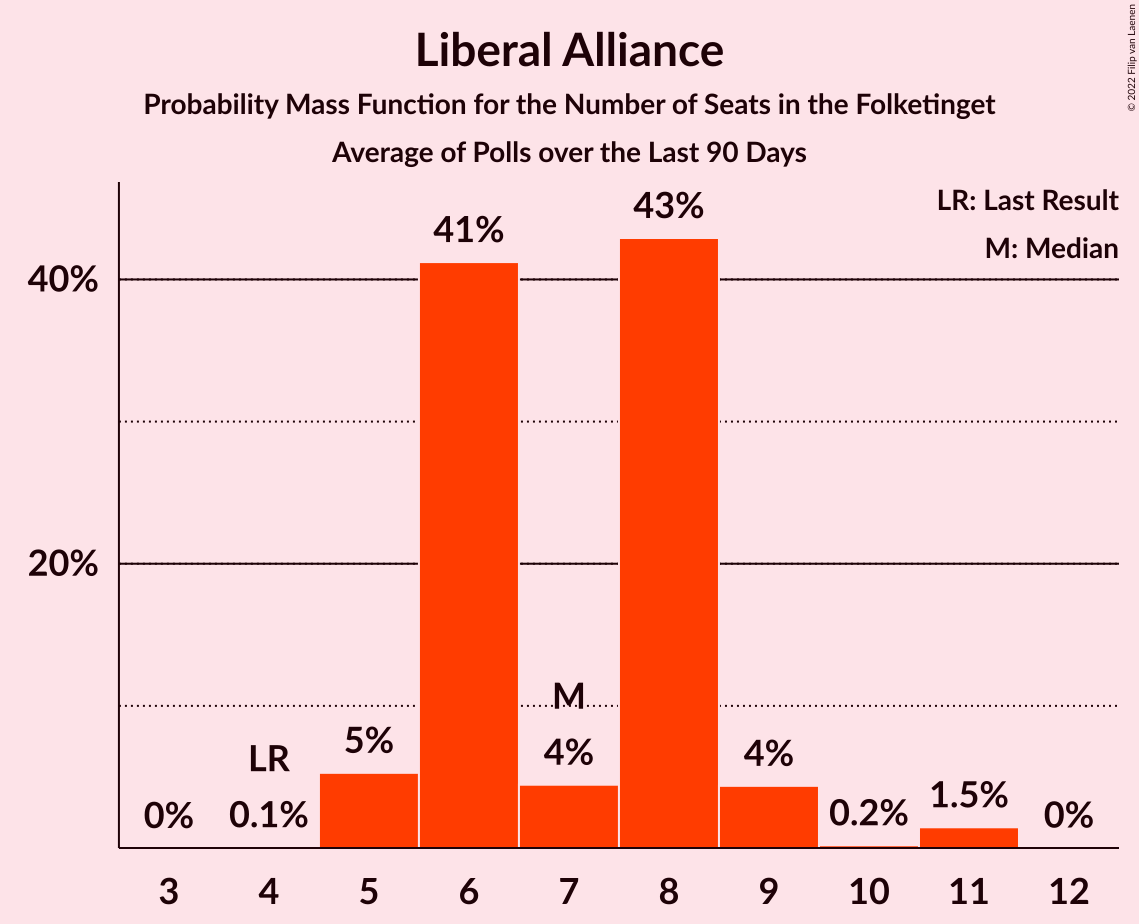 Liberal Alliance
Probability Mass Function for the Number of Seats in the Folketinget
Average of Polls over the Last 90 Days
© 2022 Filip van Laenen
LR: Last Result
M: Median
40%
20%
0%
LR
0.1%
5%
41%
M
4%
43%
4%
0.2%
1.5%
0%
3 4 5 6 7 8 9 10 11 12